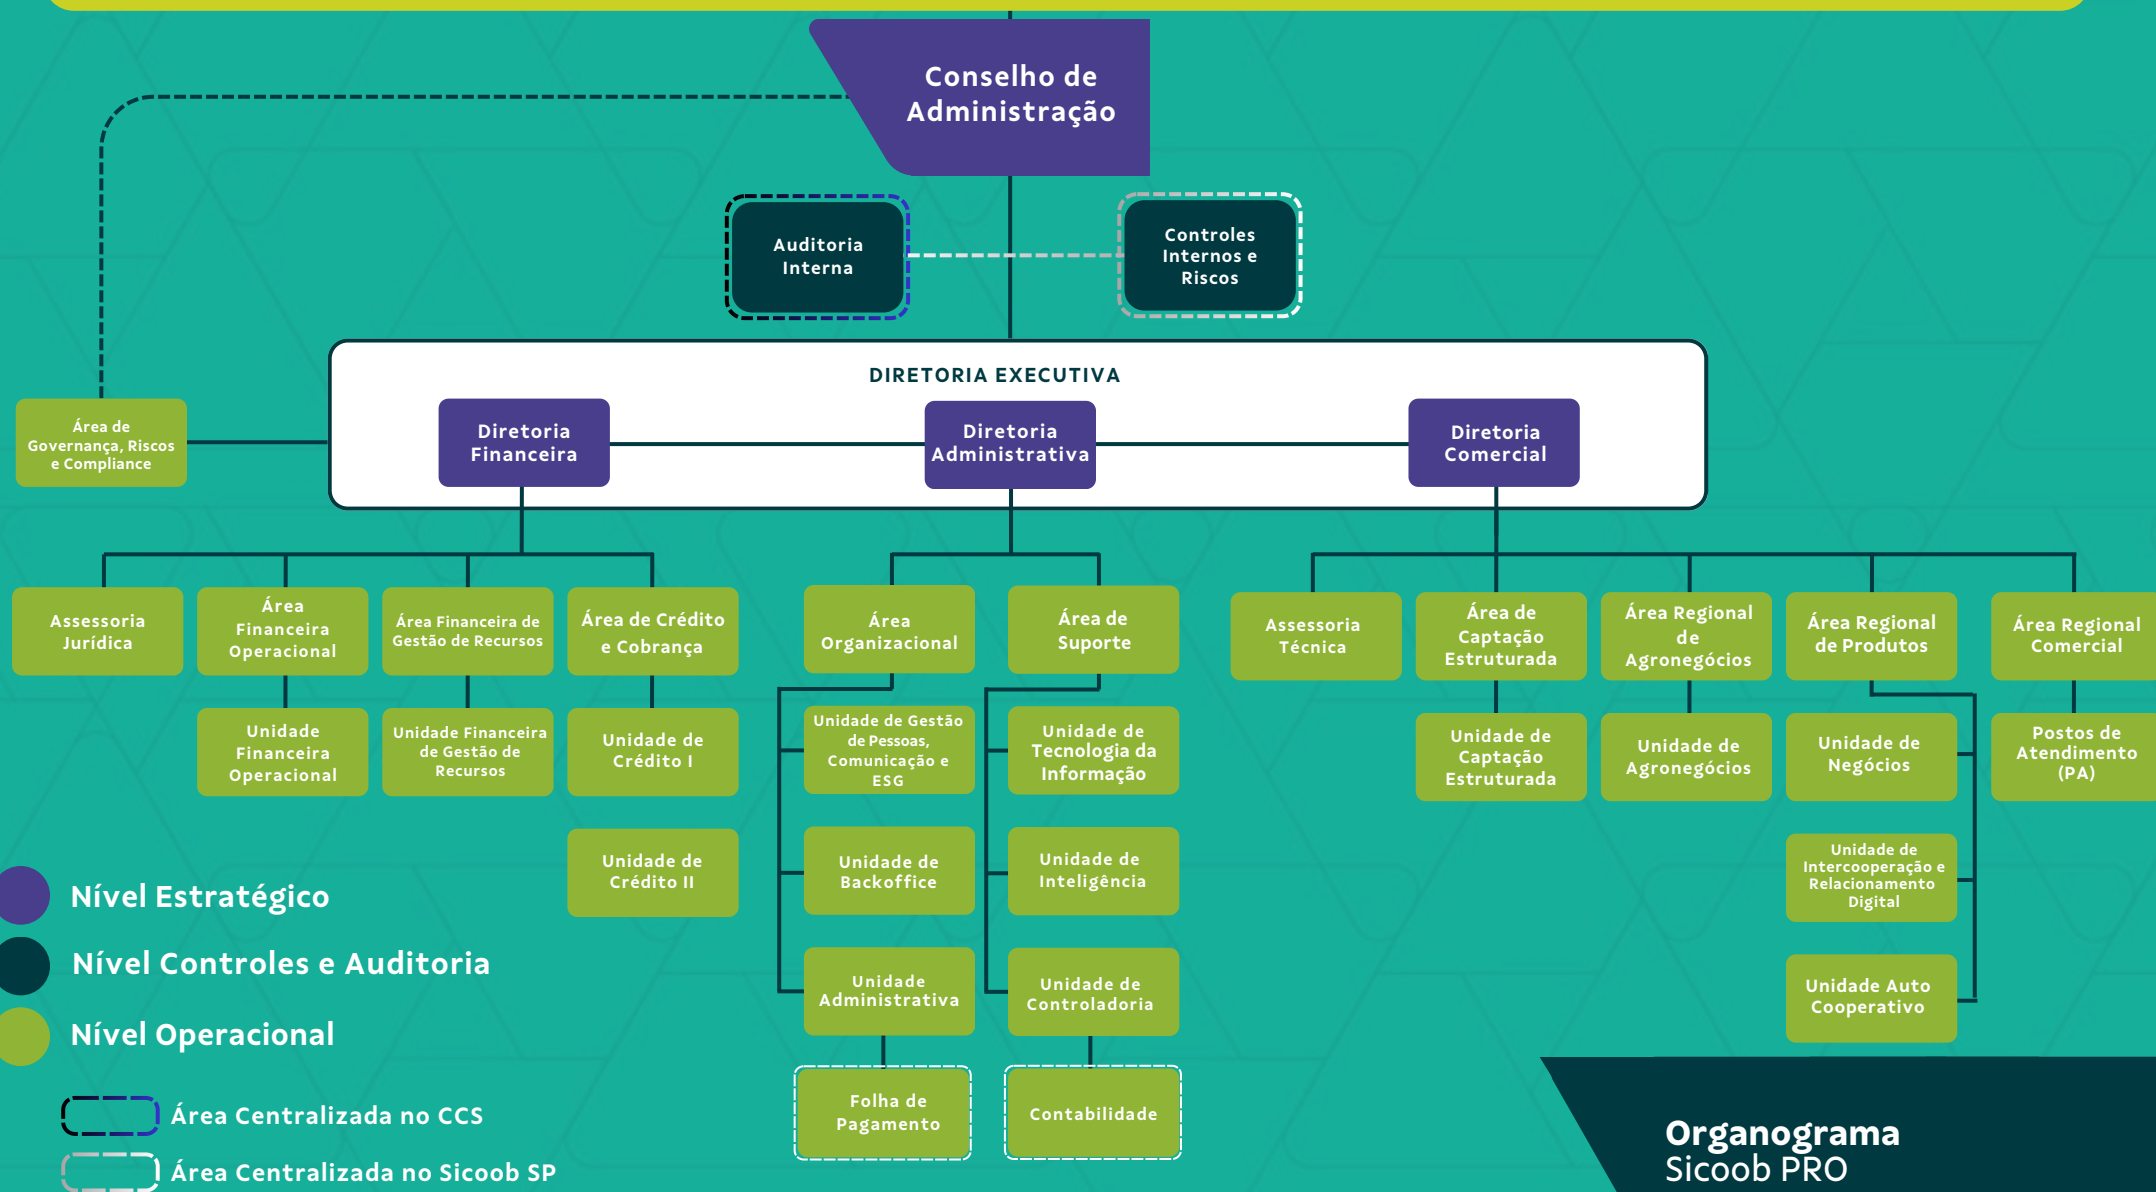 Conselho de
Administração
Auditoria
Interna
Controles
Internos e
Riscos
DIRETORIA EXECUTIVA
Área de
Governança, Riscos
e Compliance
Diretoria
Financeira
Diretoria
Administrativa
Diretoria
Comercial
Assessoria
Jurídica
Área
Financeira
Operacional
Área Financeira de
Gestão de Recursos
Área de Crédito
e Cobrança
Área
Organizacional
Área de
Suporte
Assessoria
Técnica
Área de
Captação
Estruturada
Área Regional
de
Agronegócios
Área Regional
de Produtos
Área Regional
Comercial
Unidade
Financeira
Operacional
Unidade Financeira
de Gestão de
Recursos
Unidade de
Crédito I
Unidade de Gestão
de Pessoas,
Comunicação e
ESG
Unidade de
Tecnologia da
Informação
Unidade de
Captação
Estruturada
Unidade de
Agronegócios
Unidade de
Negócios
Postos de
Atendimento
(PA)
Unidade de
Crédito II
Unidade de
Backoffice
Unidade de
Inteligência
Unidade de
Intercooperação e
Relacionamento
Digital
Unidade
Administrativa
Unidade de
Controladoria
Unidade Auto
Cooperativo
Folha de
Pagamento
Contabilidade
Nível Estratégico
Nível Controles e Auditoria
Nível Operacional
Área Centralizada no CCS
Área Centralizada no Sicoob SP
Organograma
Sicoob PRO